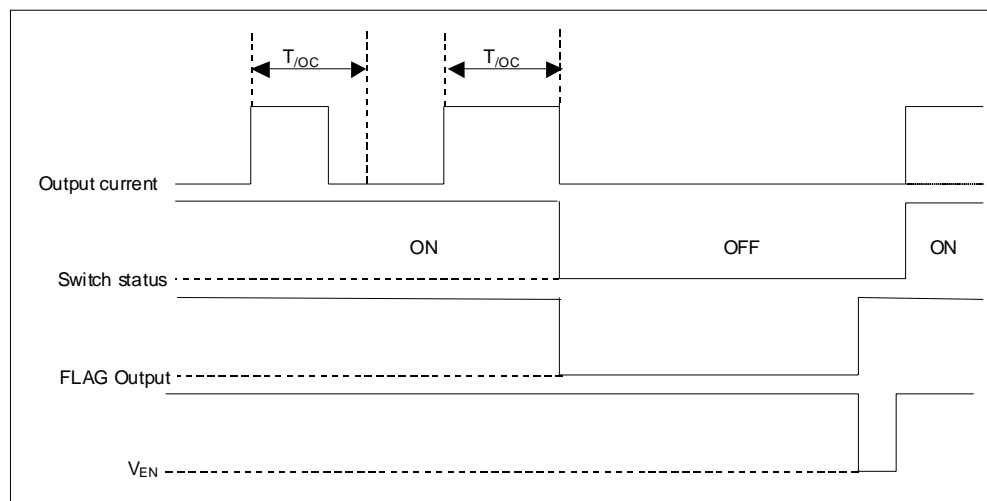 T/OC T/OC
Output current
ON OFF ON
Switch status
FLAG Output
VEN